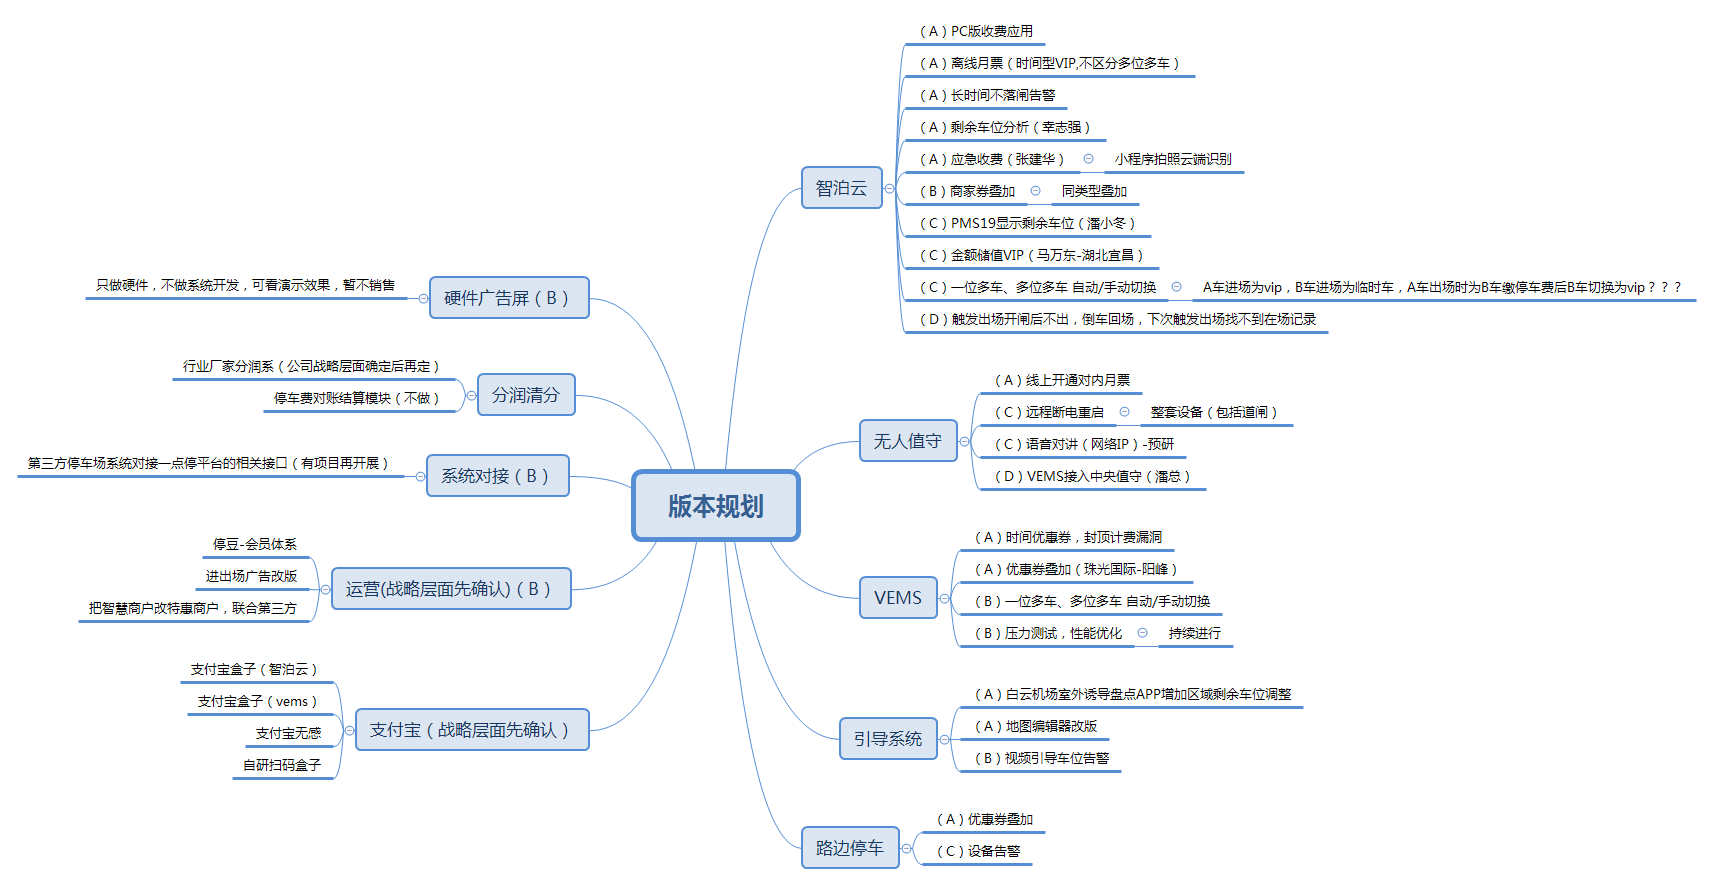 版本规划
智泊云
（A）PC版收费应用
（A）离线月票（时间型VIP,不区分多位多车）
（A）长时间不落闸告警
（A）剩余车位分析（幸志强）
（A）应急收费（张建华）
小程序拍照云端识别
（B）商家券叠加
同类型叠加
（C）PMS19显示剩余车位（潘小冬）
（C）金额储值VIP（马万东-湖北宜昌）
（C）一位多车、多位多车 自动/手动切换
A车进场为vip，B车进场为临时车，A车出场时为B车缴停车费后B车切换为vip？？？
（D）触发出场开闸后不出，倒车回场，下次触发出场找不到在场记录
无人值守
（A）线上开通对内月票
（C）远程断电重启
整套设备（包括道闸）
（C）语音对讲（网络IP）-预研
（D）VEMS接入中央值守（潘总）
VEMS
（A）时间优惠券，封顶计费漏洞
（A）优惠券叠加（珠光国际-阳峰）
（B）一位多车、多位多车 自动/手动切换
（B）压力测试，性能优化
持续进行
引导系统
（A）白云机场室外诱导盘点APP增加区域剩余车位调整
（A）地图编辑器改版
（B）视频引导车位告警
路边停车
（A）优惠券叠加
（C）设备告警
硬件广告屏（B）
只做硬件，不做系统开发，可看演示效果，暂不销售
分润清分
行业厂家分润系（公司战略层面确定后再定）
停车费对账结算模块（不做）
系统对接（B）
第三方停车场系统对接一点停平台的相关接口（有项目再开展）
运营(战略层面先确认)（B）
停豆-会员体系
进出场广告改版
把智慧商户改特惠商户，联合第三方
支付宝（战略层面先确认）
支付宝盒子（智泊云）
支付宝盒子（vems）
支付宝无感
自研扫码盒子